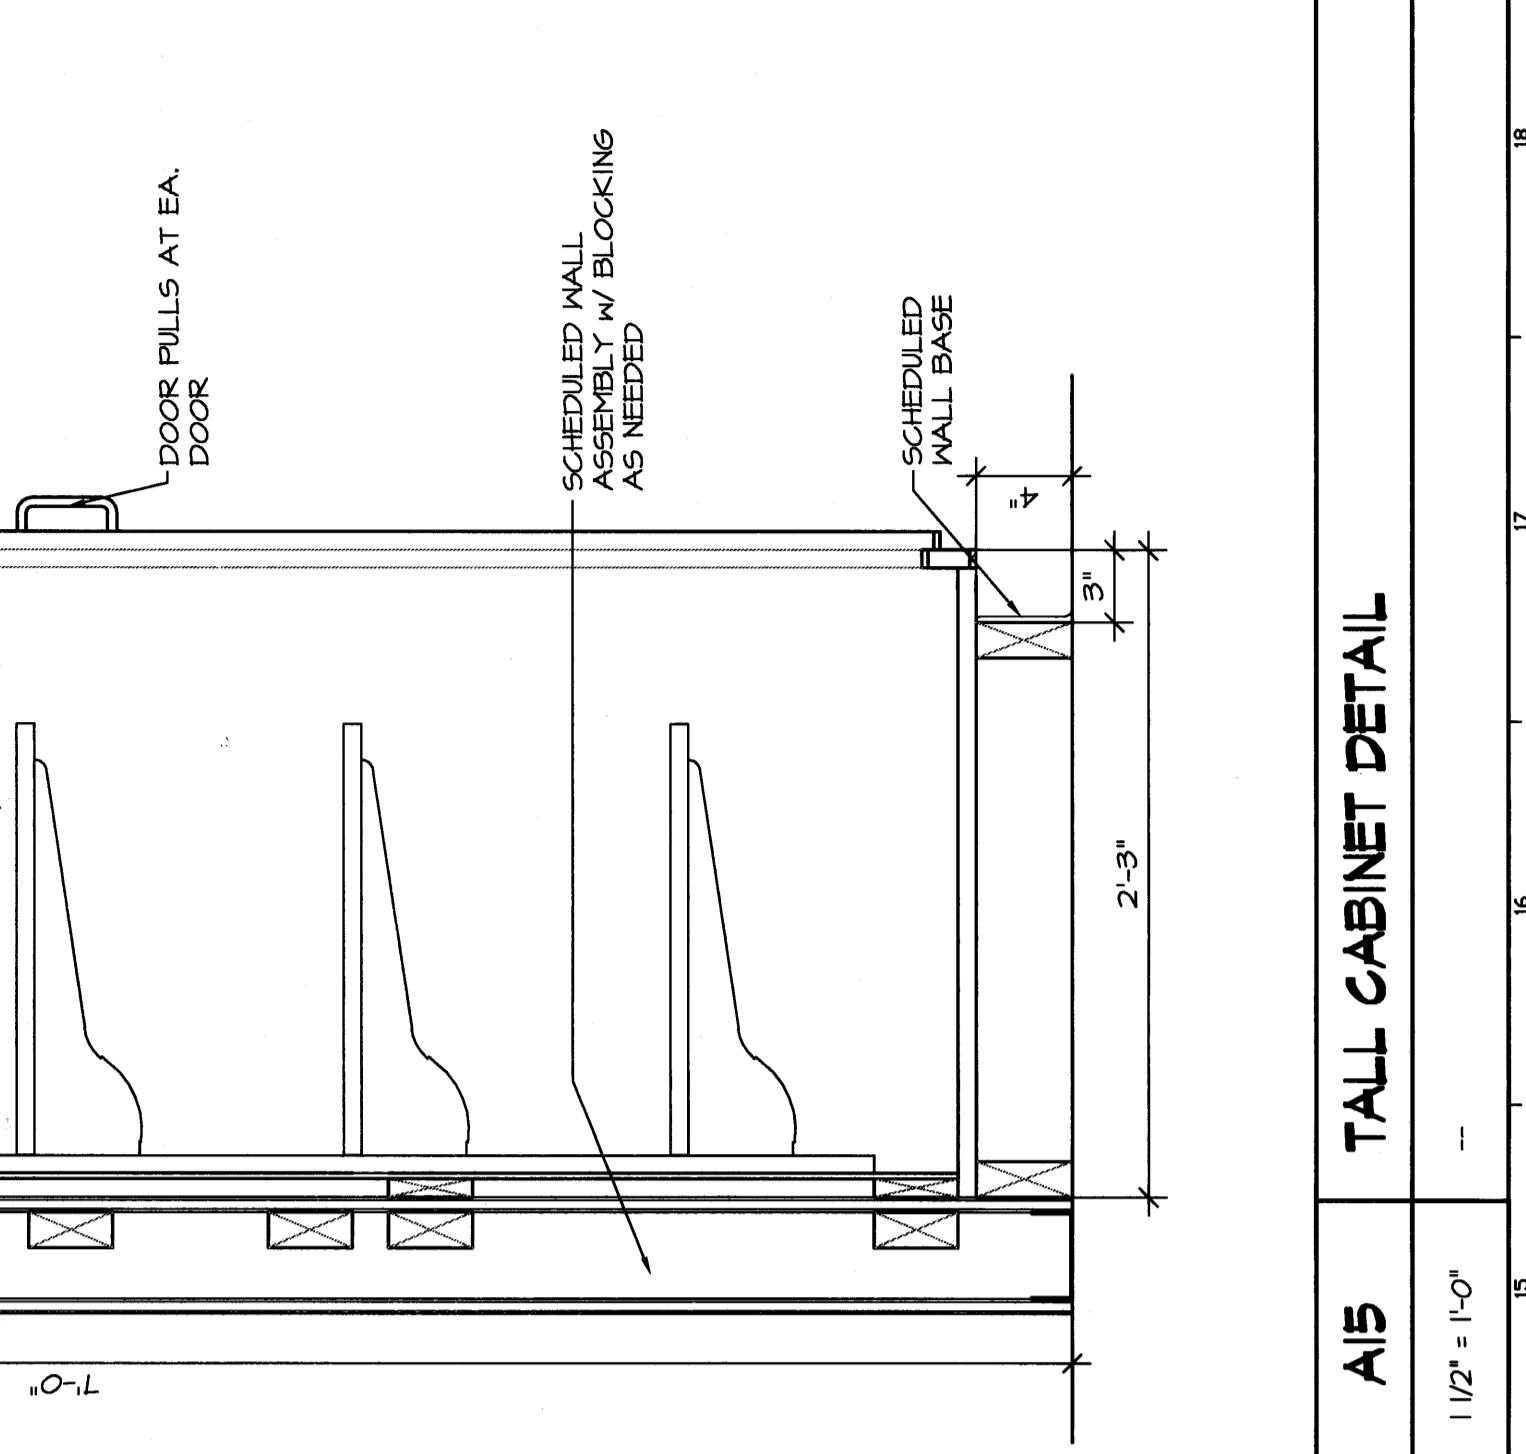 DOOR PULLS AT EA.
DOOR
SCHEDULED WALL
ASSEMBLY W/ BLOCKING
AS NEEDED
SCHEDULED
WALL BASE
4"
3"
2'-3"
7'-0"
A15
TALL CABINET DETAIL
1 1/2" = 1'-0"
--
15
16
17
18